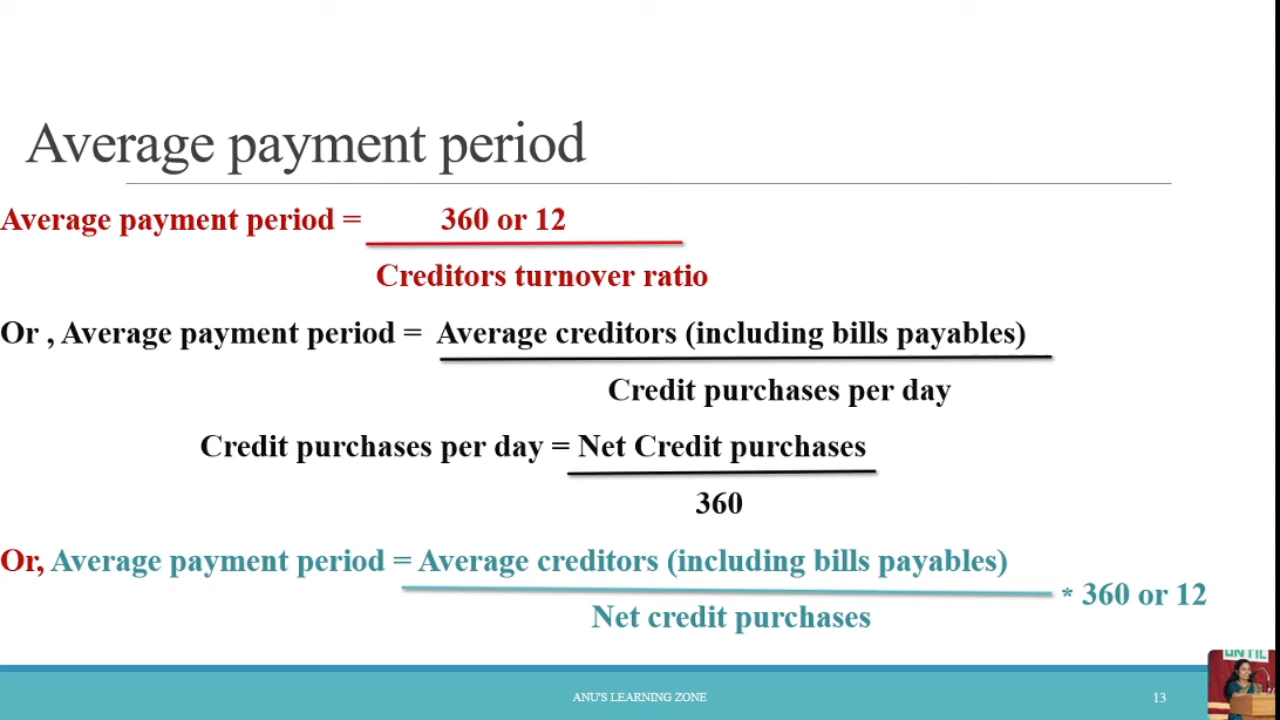 Average payment period
Average payment period = 360 or 12
Creditors turnover ratio
Or , Average payment period = Average creditors (including bills payables)
Credit purchases per day
Credit purchases per day = Net Credit purchases
360
Or, Average payment period = Average creditors (including bills payables)
* 360 or 12
Net credit purchases
ANU'S LEARNING ZONE
13